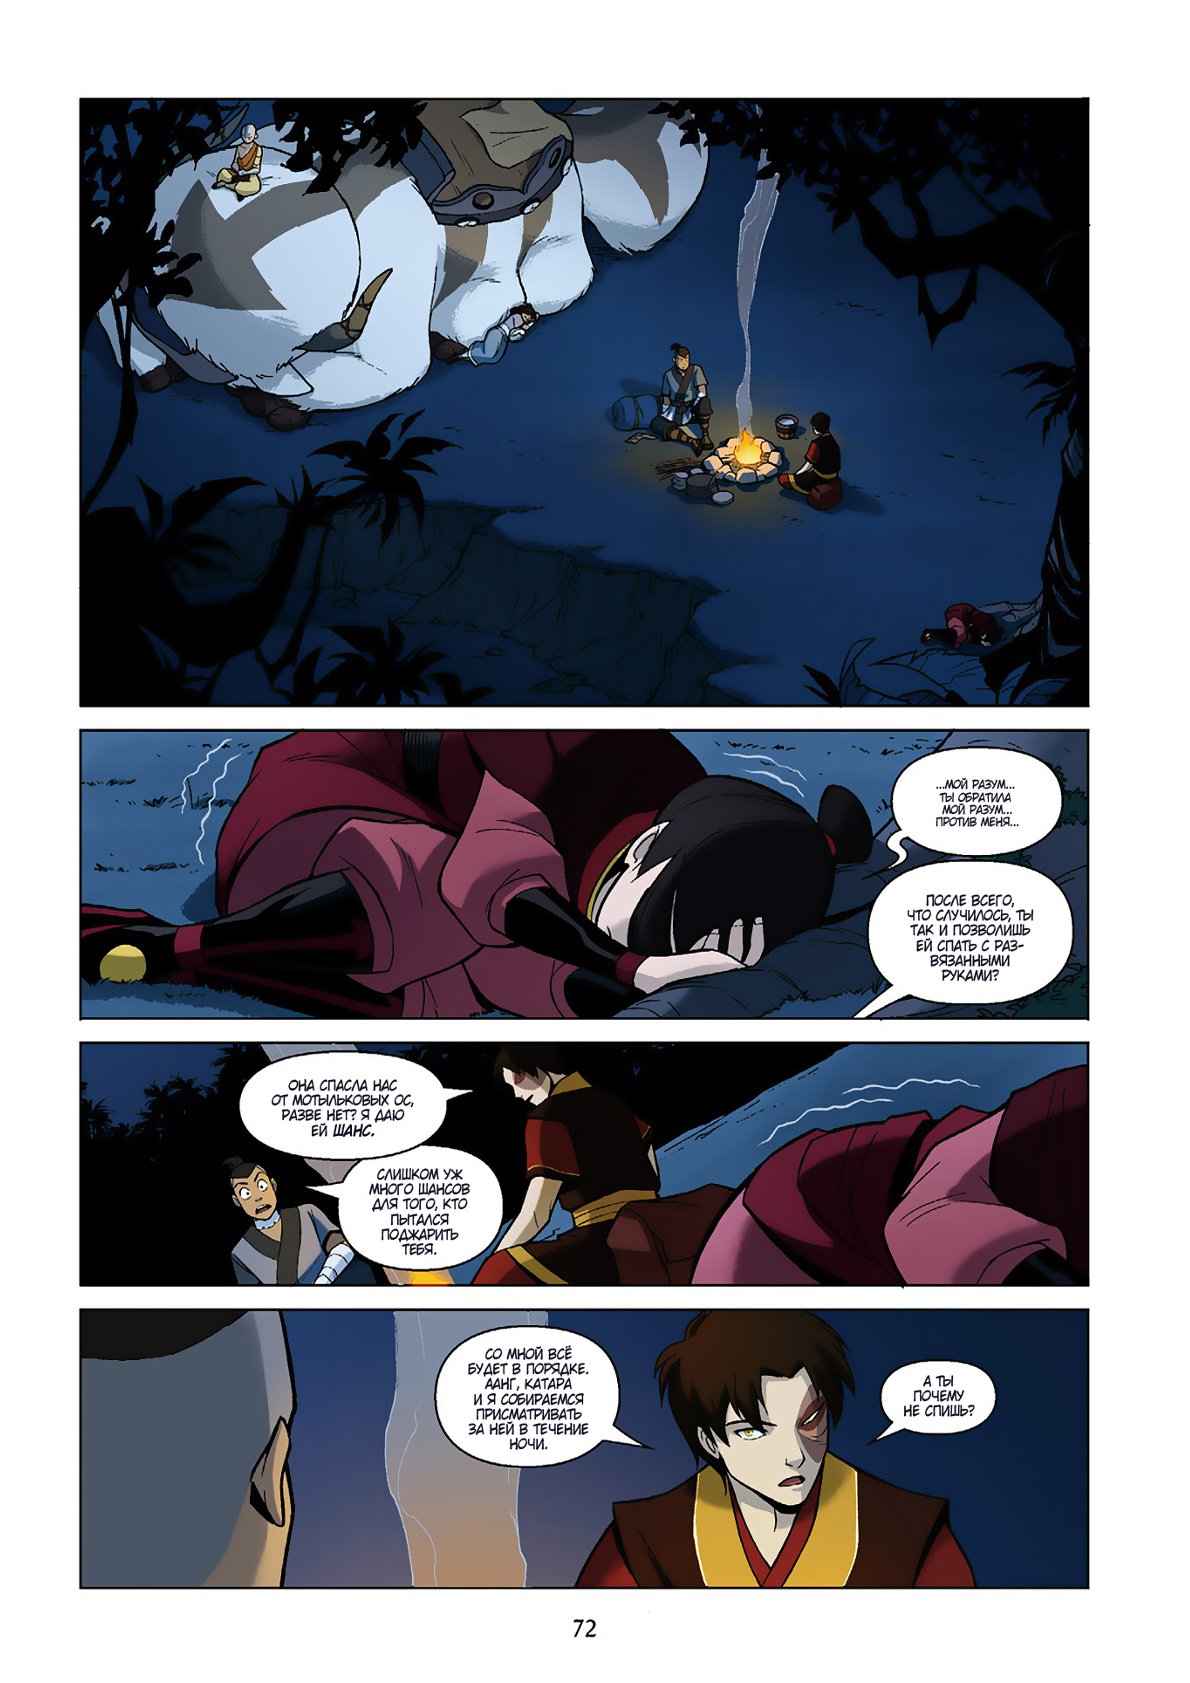 ...МОЙ РАЗУМ...
ТЫ ОБРАТИЛА
МОЙ РАЗУМ...
ПРОТИВ МЕНЯ...
ПОСЛЕ ВСЕГО,
ЧТО СЛУЧИЛОСЬ, ТЫ
ТАК И ПОЗВОЛИШЬ
ЕЙ СПАТЬ С РАЗ-
ВЯЗАННЫМИ
РУКАМИ?
ОНА СПАСЛА НАС
ОТ МОТЫЛЬКОВЫХ ОС,
РАЗВЕ НЕТ? Я ДАЮ
ЕЙ ШАНС.
СЛИШКОМ УЖ
МНОГО ШАНСОВ
ДЛЯ ТОГО, КТО
ПЫТАЛСЯ
ПОДЖАРИТЬ
ТЕБЯ.
СО МНОЙ ВСЁ
БУДЕТ В ПОРЯДКЕ.
ААНГ, КАТАРА
И Я СОБИРАЕМСЯ
ПРИСМАТРИВАТЬ
ЗА НЕЙ В ТЕЧЕНИЕ
НОЧИ.
А ТЫ
ПОЧЕМУ
НЕ СПИШЬ?
72